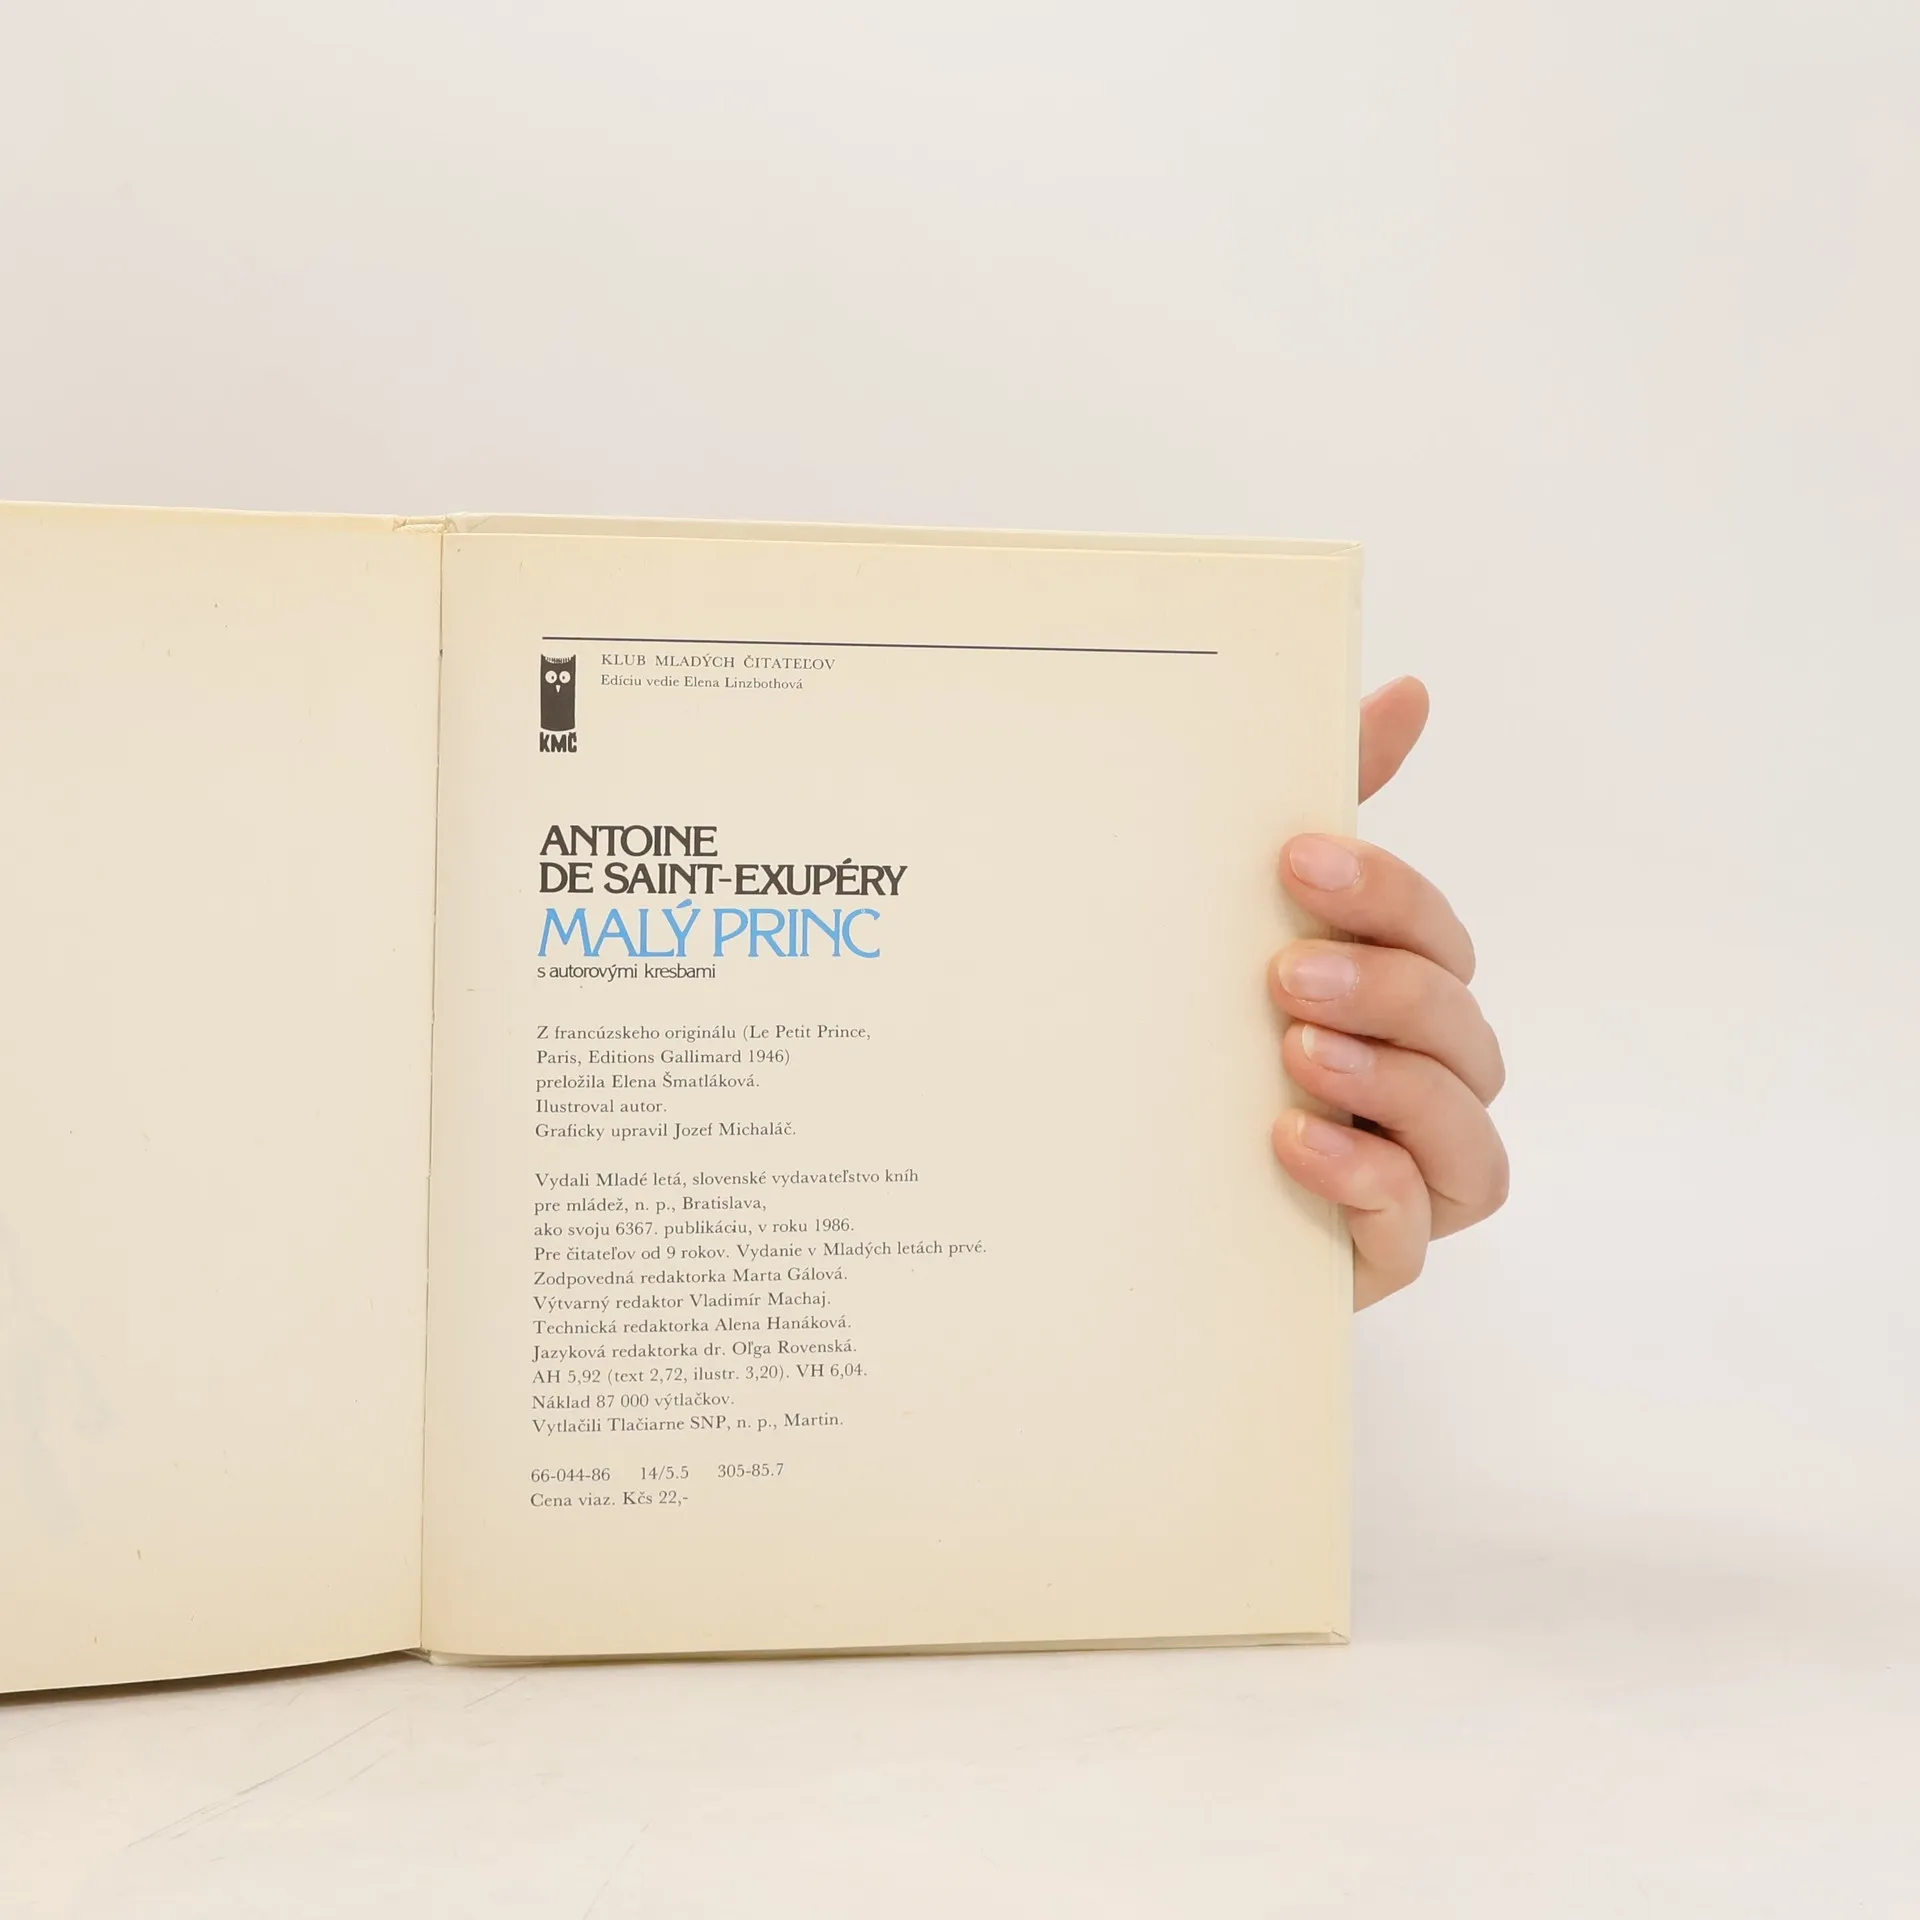 KLUB MLADÝCH ČITATEĽOV
Edíciu vedie Elena Linzbothová
KMČ
ANTOINE
DE SAINT-EXUPÉRY
MALÝ PRINC
s autorovými kresbami
Z francúzskeho originálu (Le Petit Prince,
Paris, Editions Gallimard 1946)
preložila Elena Šmatláková.
Ilustroval autor.
Graficky upravil Jozef Michaláč.
Vydali Mladé letá, slovenské vydavateľstvo kníh
pre mládež, n. p., Bratislava,
ako svoju 6367. publikáciu, v roku 1986.
Pre čitateľov od 9 rokov. Vydanie v Mladých letách prvé.
Zodpovedná redaktorka Marta Gálová.
Výtvarný redaktor Vladimír Machaj.
Technická redaktorka Alena Hanáková.
Jazyková redaktorka dr. Oľga Rovenská.
AH 5,92 (text 2,72, ilustr. 3,20). VH 6,04.
Náklad 87 000 výtlačkov.
Vytlačili Tlačiarne SNP, n. p., Martin.
66-044-86 14/5.5 305-85.7
Cena viaz. Kčs 22,-